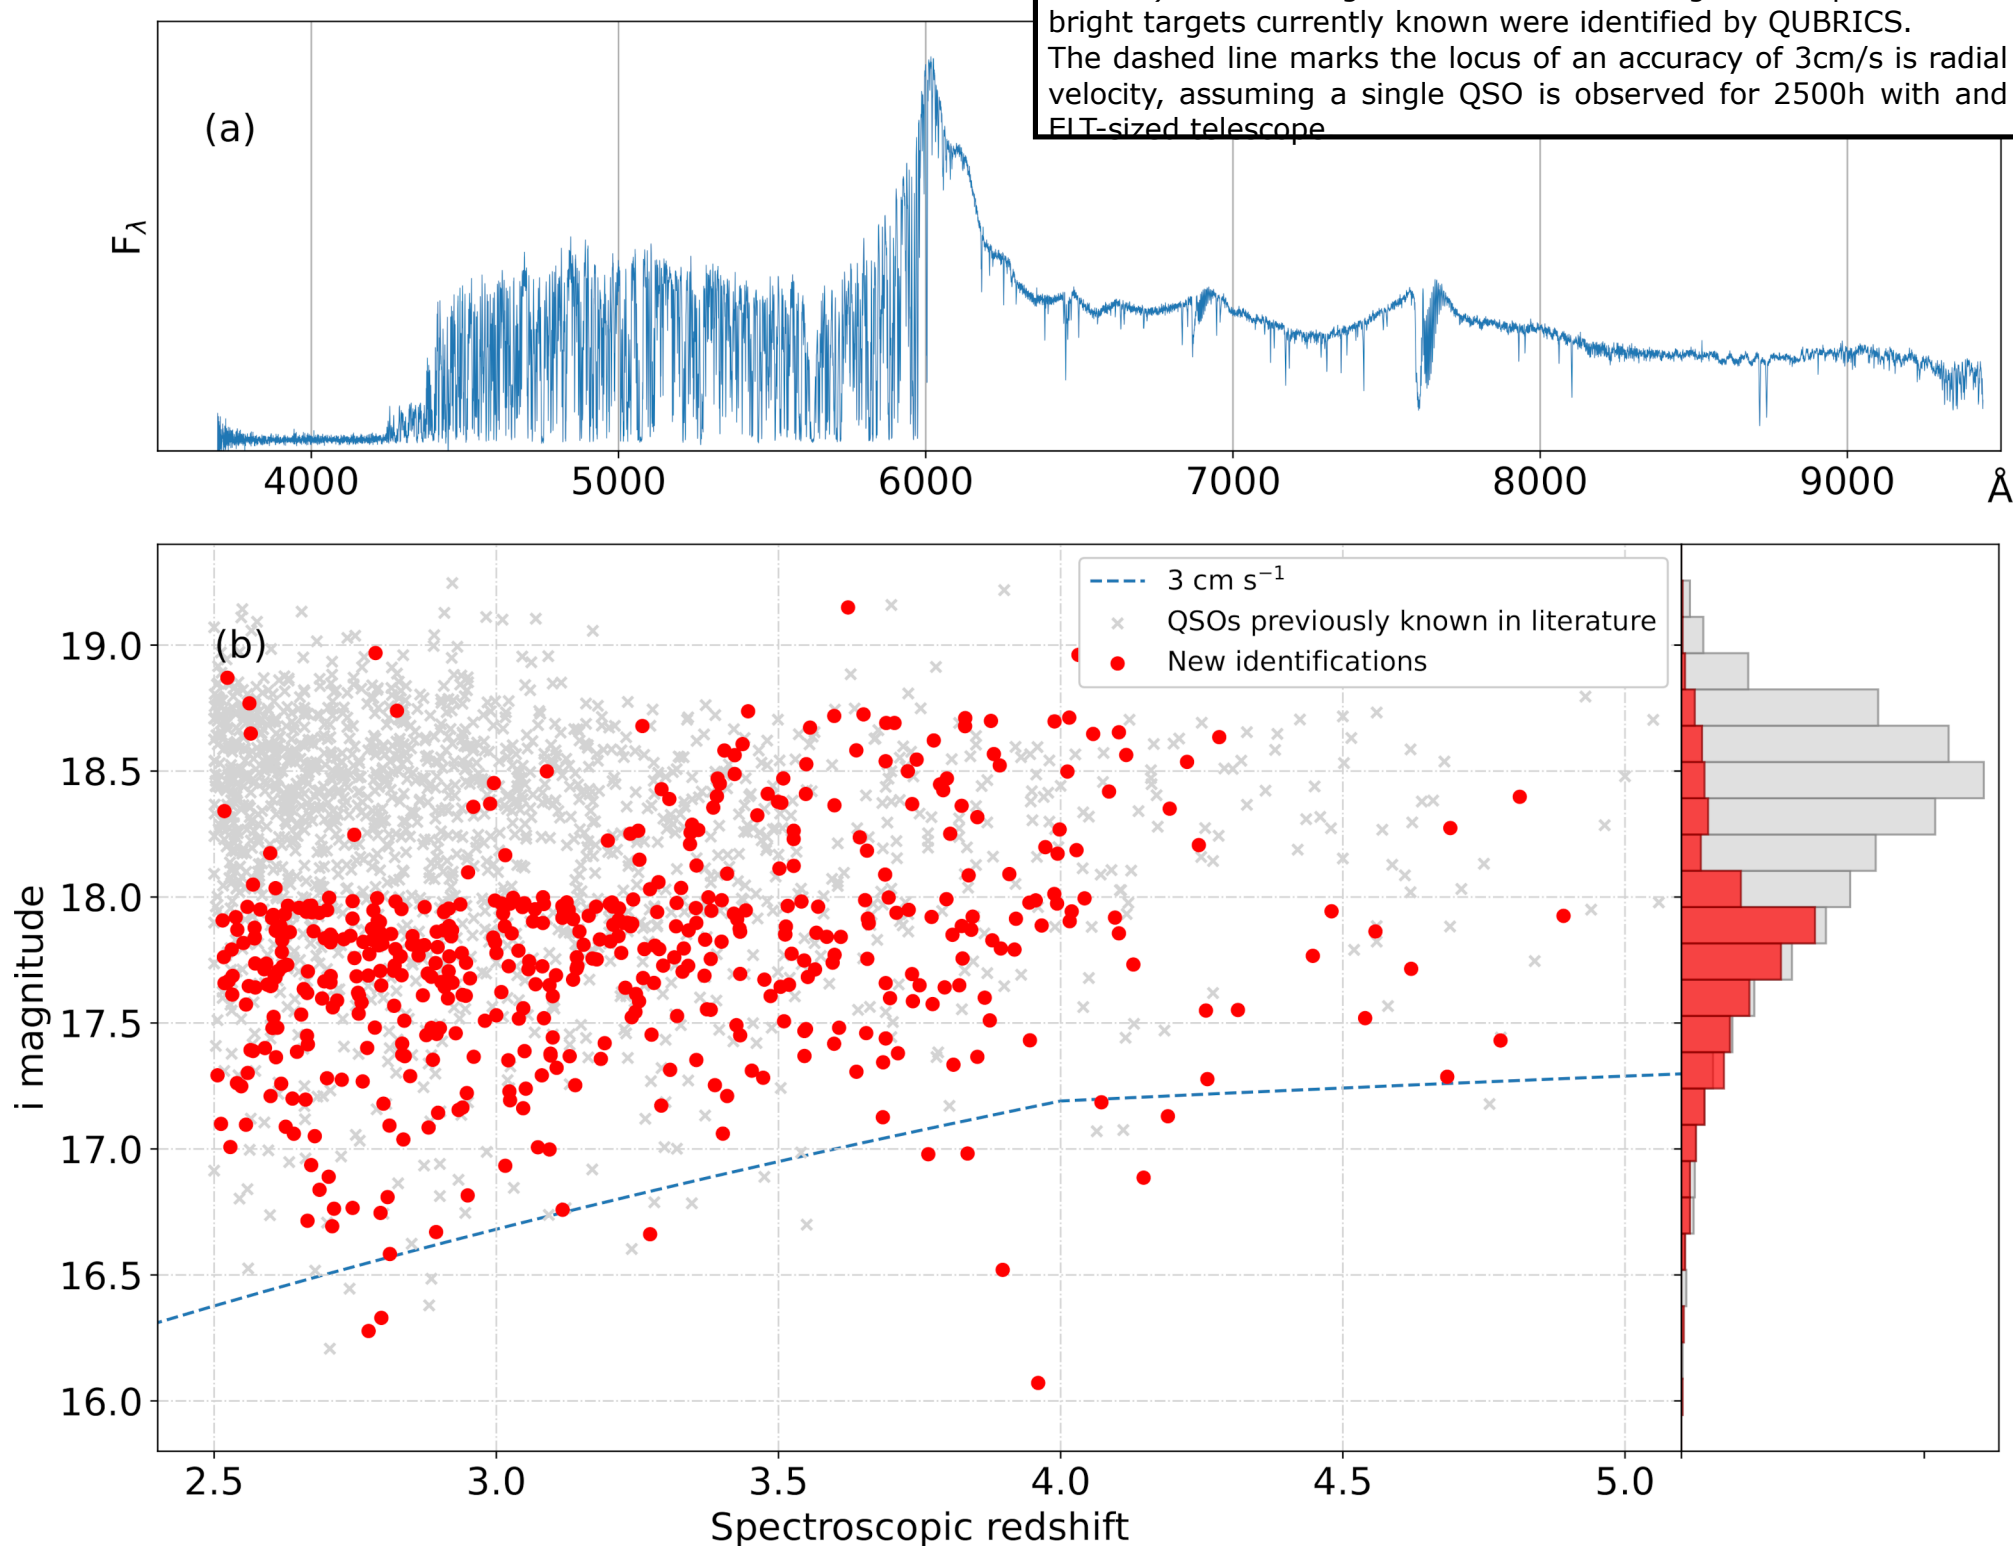 bright targets currently known were identified by QUBRICS.
The dashed line marks the locus of an accuracy of 3cm/s is radial
velocity, assuming a single QSO is observed for 2500h with and
ELT-sized telescope
(a)
F_λ
4000 5000 6000 7000 8000 9000 Å
3 cm s⁻¹
QSOs previously known in literature
New identifications
(b)
19.0
18.5
18.0
17.5
17.0
16.5
16.0
i magnitude
2.5 3.0 3.5 4.0 4.5 5.0
Spectroscopic redshift